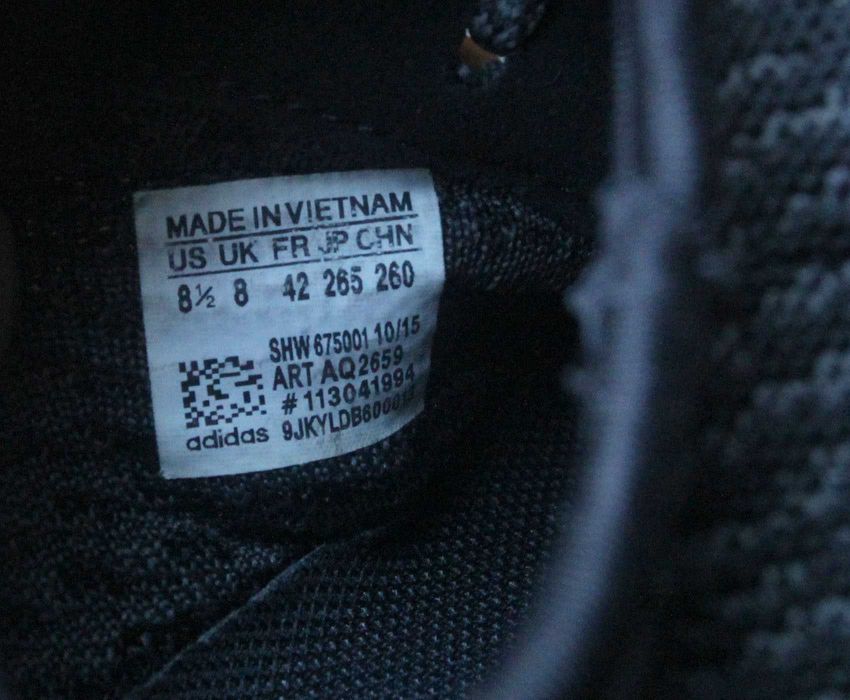 MADE IN VIETNAM
US UK FR JP CHN
8½ 8 42 265 260
SHW 675001 10/15
ART AQ2659
# 113041994
adidas